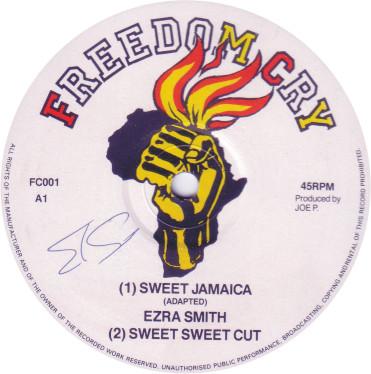 FREEDOM CRY
FC001
A1
45RPM
Produced by
JOE P.
(1) SWEET JAMAICA
(ADAPTED)
EZRA SMITH
(2) SWEET SWEET CUT
ALL RIGHTS OF THE MANUFACTURER AND OF THE OWNER OF THE RECORDED WORK RESERVED. UNAUTHORISED PUBLIC PERFORMANCE, BROADCASTING, COPYING AND RENTAL OF THIS RECORD PROHIBITED.